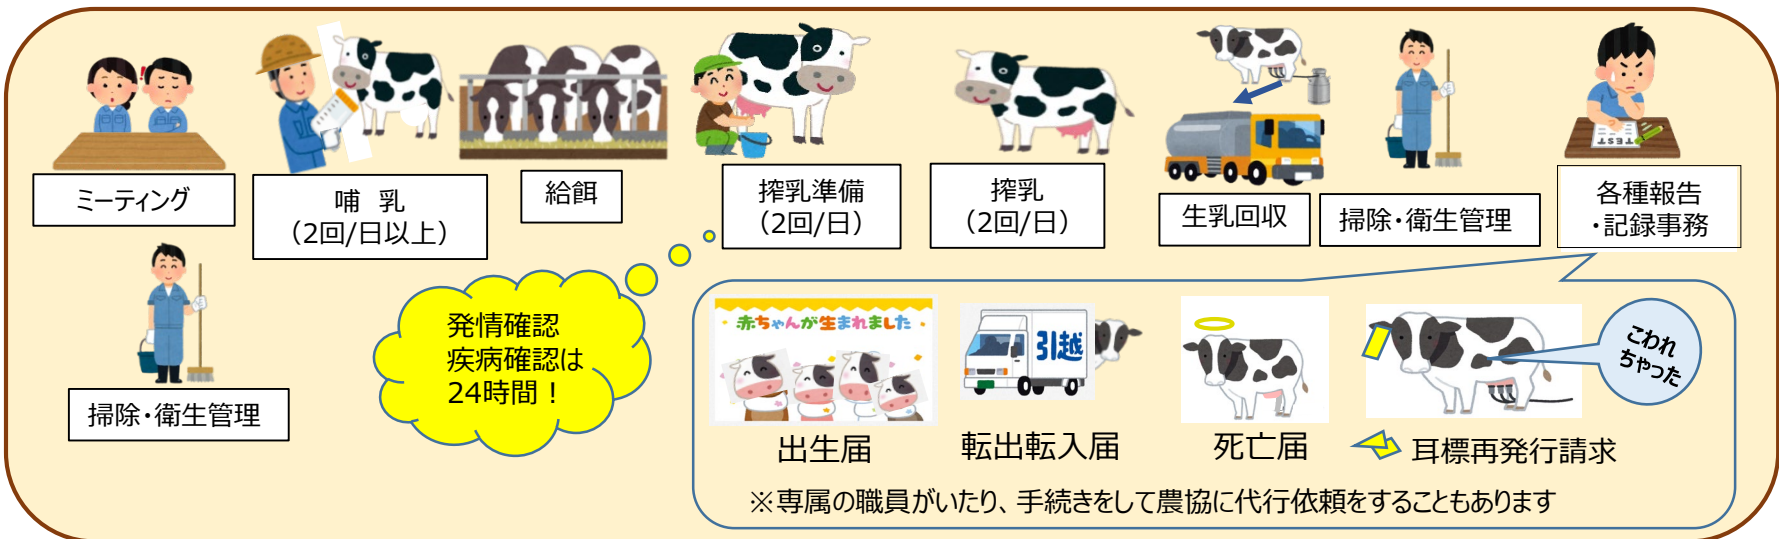 ミーティング
哺 乳
（2回/日以上）
給餌
搾乳準備
（2回/日）
搾乳
（2回/日）
生乳回収
掃除・衛生管理
TEST
各種報告
・記録事務
掃除・衛生管理
発情確認
疾病確認は
24時間！
赤ちゃんが生まれました
出生届
引越
転出転入届
死亡届
こわれ
ちゃった
耳標再発行請求
※専属の職員がいたり、手続きをして農協に代行依頼をすることもあります